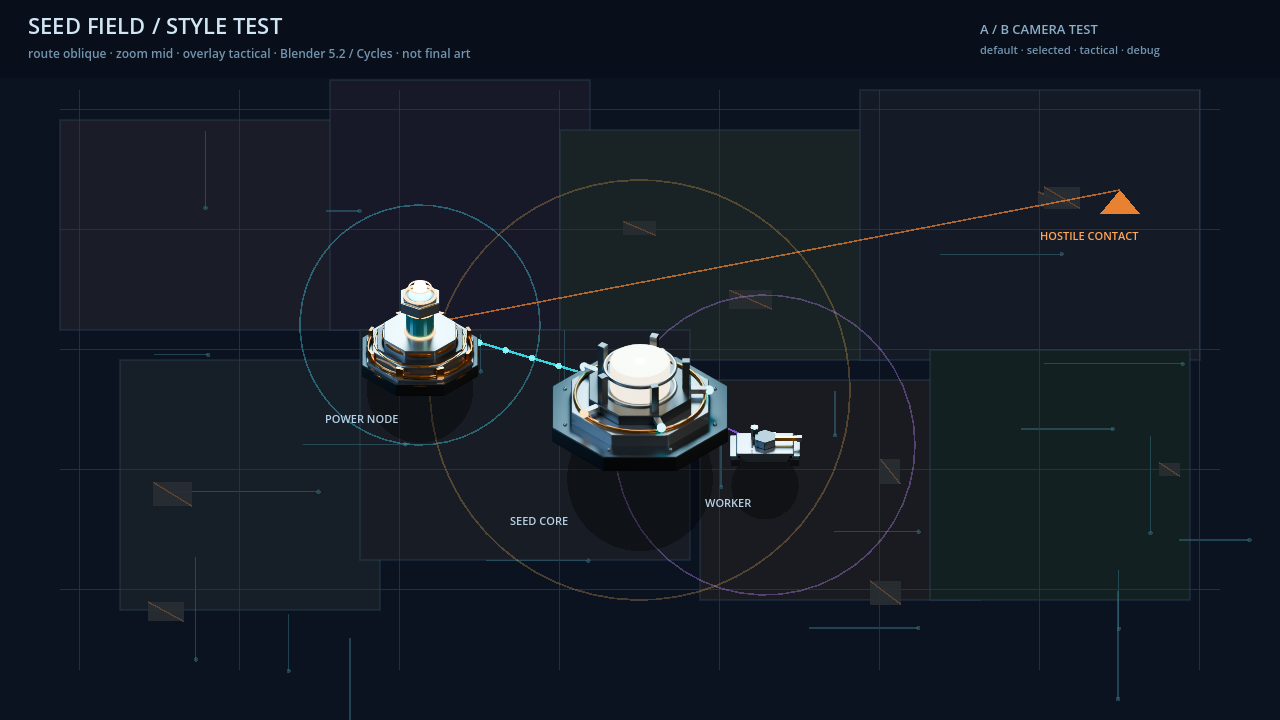 SEED FIELD / STYLE TEST
route oblique · zoom mid · overlay tactical · Blender 5.2 / Cycles · not final art
A / B CAMERA TEST
default · selected · tactical · debug
HOSTILE CONTACT
POWER NODE
WORKER
SEED CORE